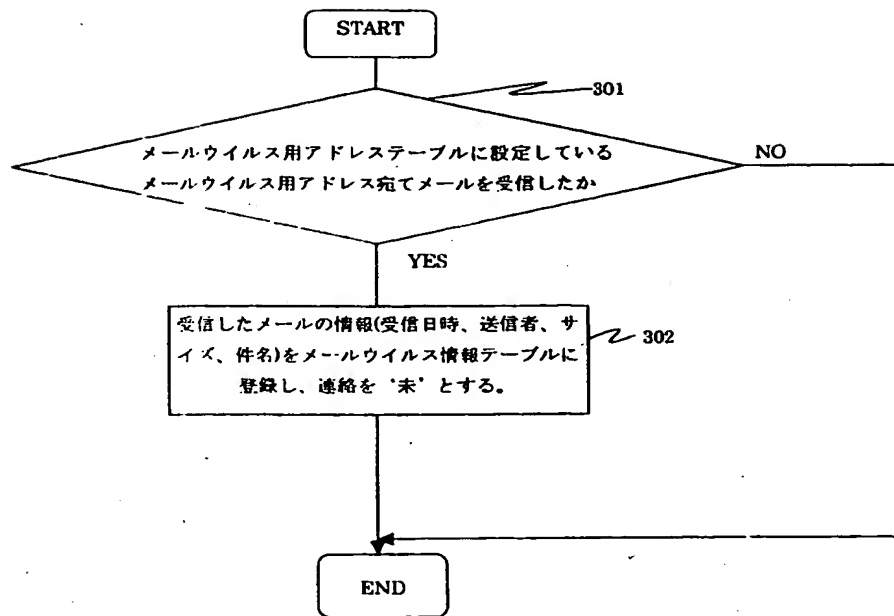 START
301
メールウイルス用アドレステーブルに設定している
メールウイルス用アドレス宛てメールを受信したか
NO
YES
受信したメールの情報(受信日時、送信者、サ
イズ、件名)をメールウイルス情報テーブルに
登録し、連絡を‘未’とする。
302
END